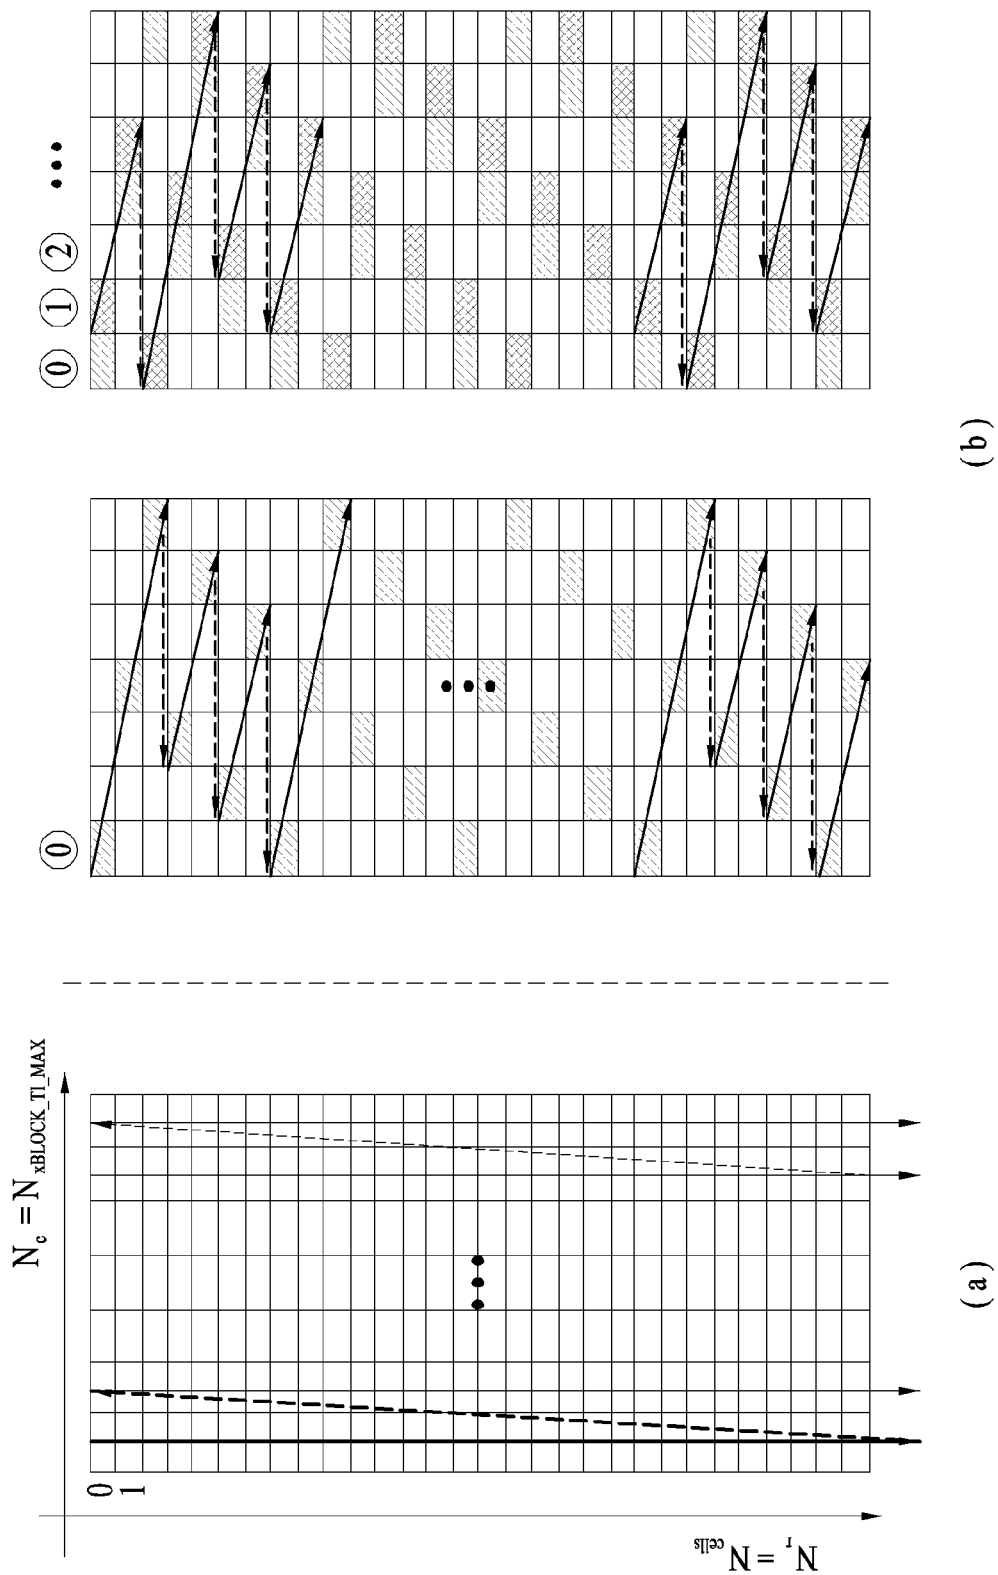 N_c = N_xBLOCK_TI_MAX
0
1
N_r = N_cells
(a)
0
0 1 2 •••
(b)